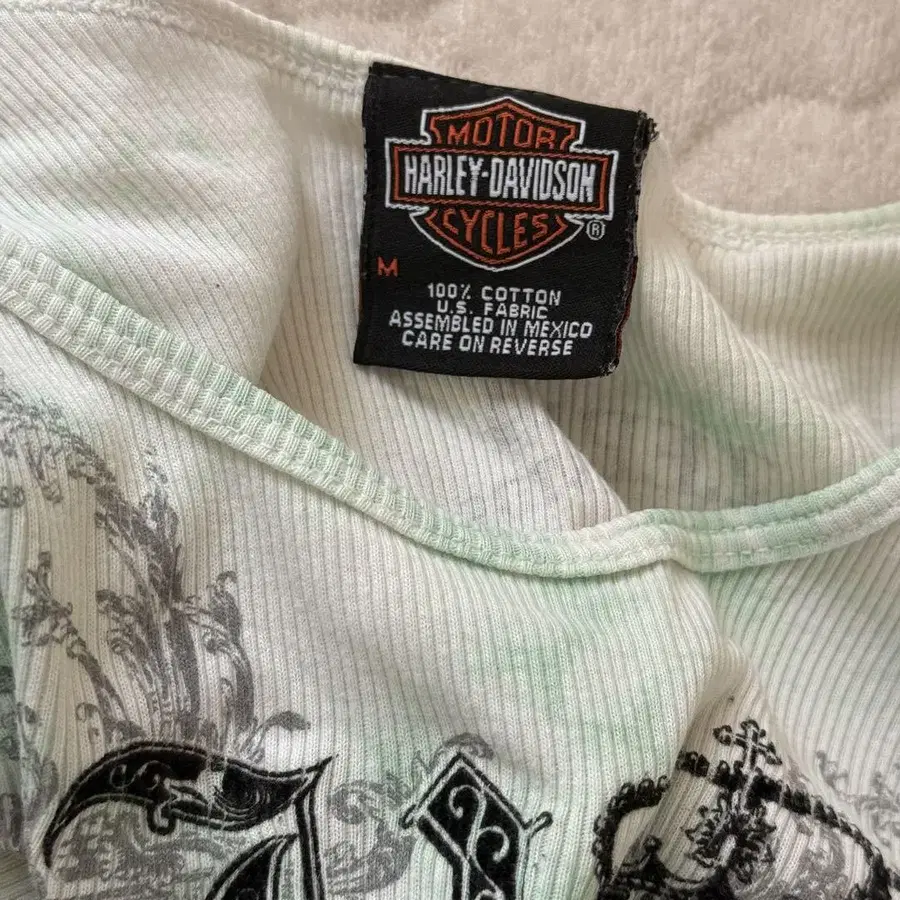 MOTOR
HARLEY-DAVIDSON
CYCLES
®
M
100% COTTON
U.S. FABRIC
ASSEMBLED IN MEXICO
CARE ON REVERSE